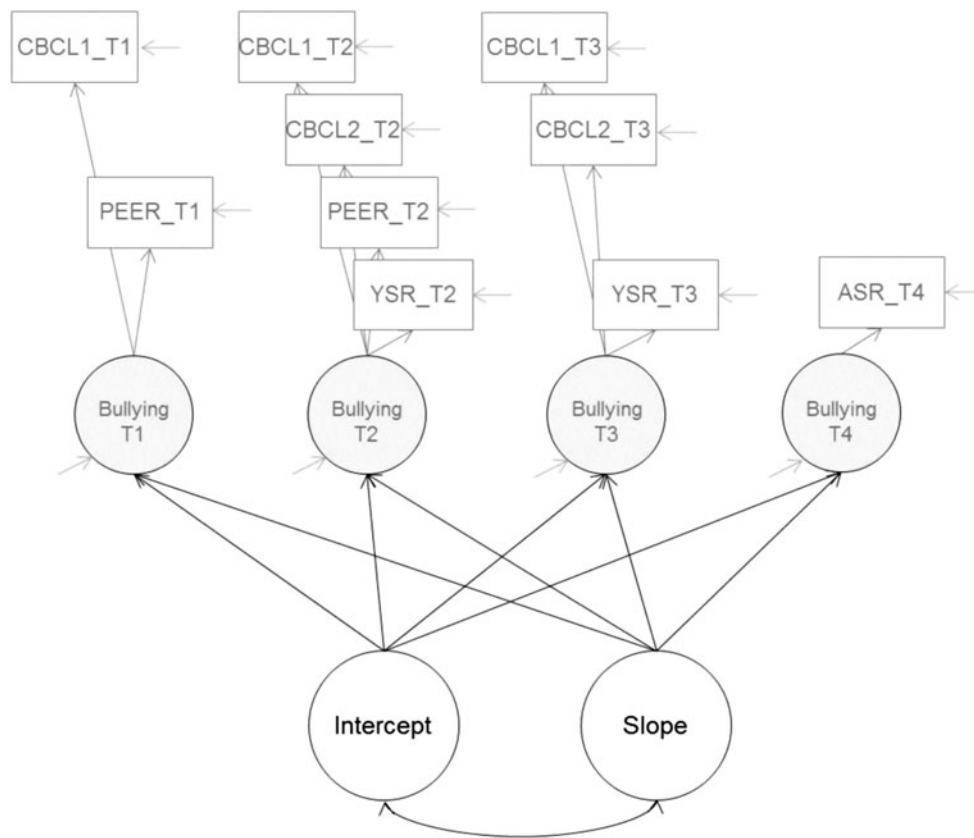 CBCL1_T1
CBCL1_T2
CBCL1_T3
CBCL2_T2
CBCL2_T3
PEER_T1
PEER_T2
YSR_T2
YSR_T3
ASR_T4
Bullying
T1
Bullying
T2
Bullying
T3
Bullying
T4
Intercept
Slope